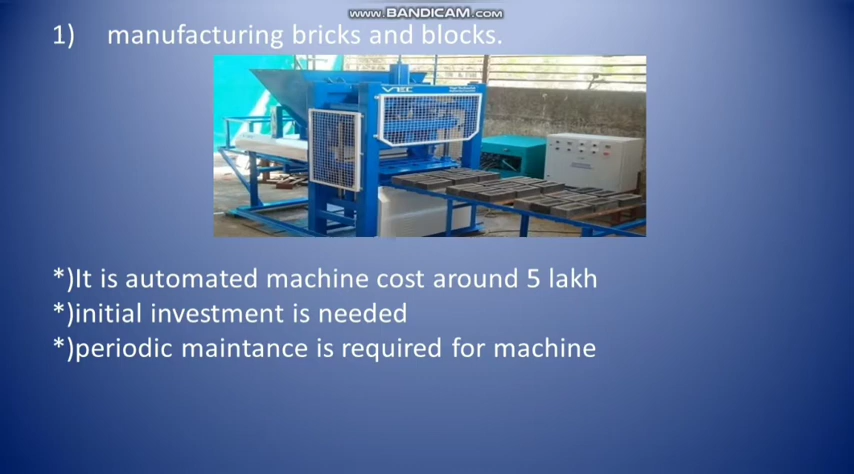 www.BANDICAM.com
1) manufacturing bricks and blocks.
VTEC
*)It is automated machine cost around 5 lakh
*)initial investment is needed
*)periodic maintance is required for machine